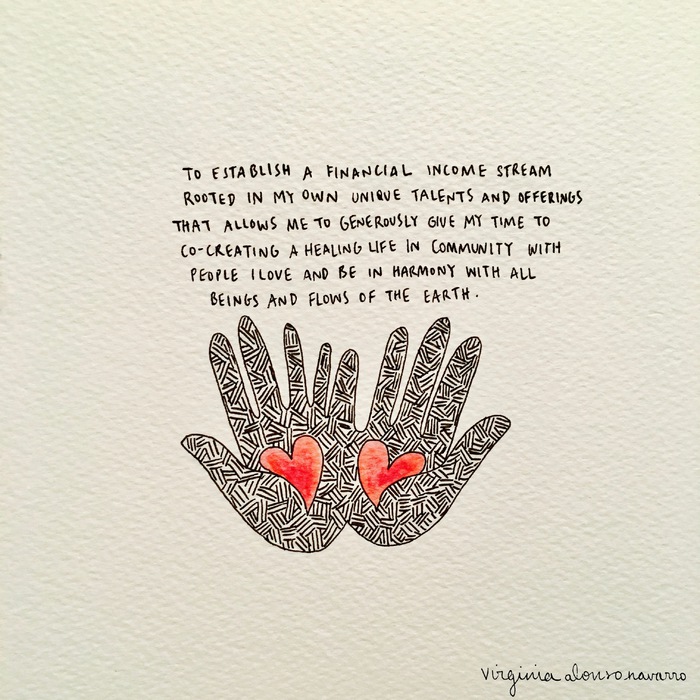 TO ESTABLISH A FINANCIAL INCOME STREAM
ROOTED IN MY OWN UNIQUE TALENTS AND OFFERINGS
THAT ALLOWS ME TO GENEROUSLY GIVE MY TIME TO
CO-CREATING A HEALING LIFE IN COMMUNITY WITH
PEOPLE I LOVE AND BE IN HARMONY WITH ALL
BEINGS AND FLOWS OF THE EARTH.
virginia alonso navarro